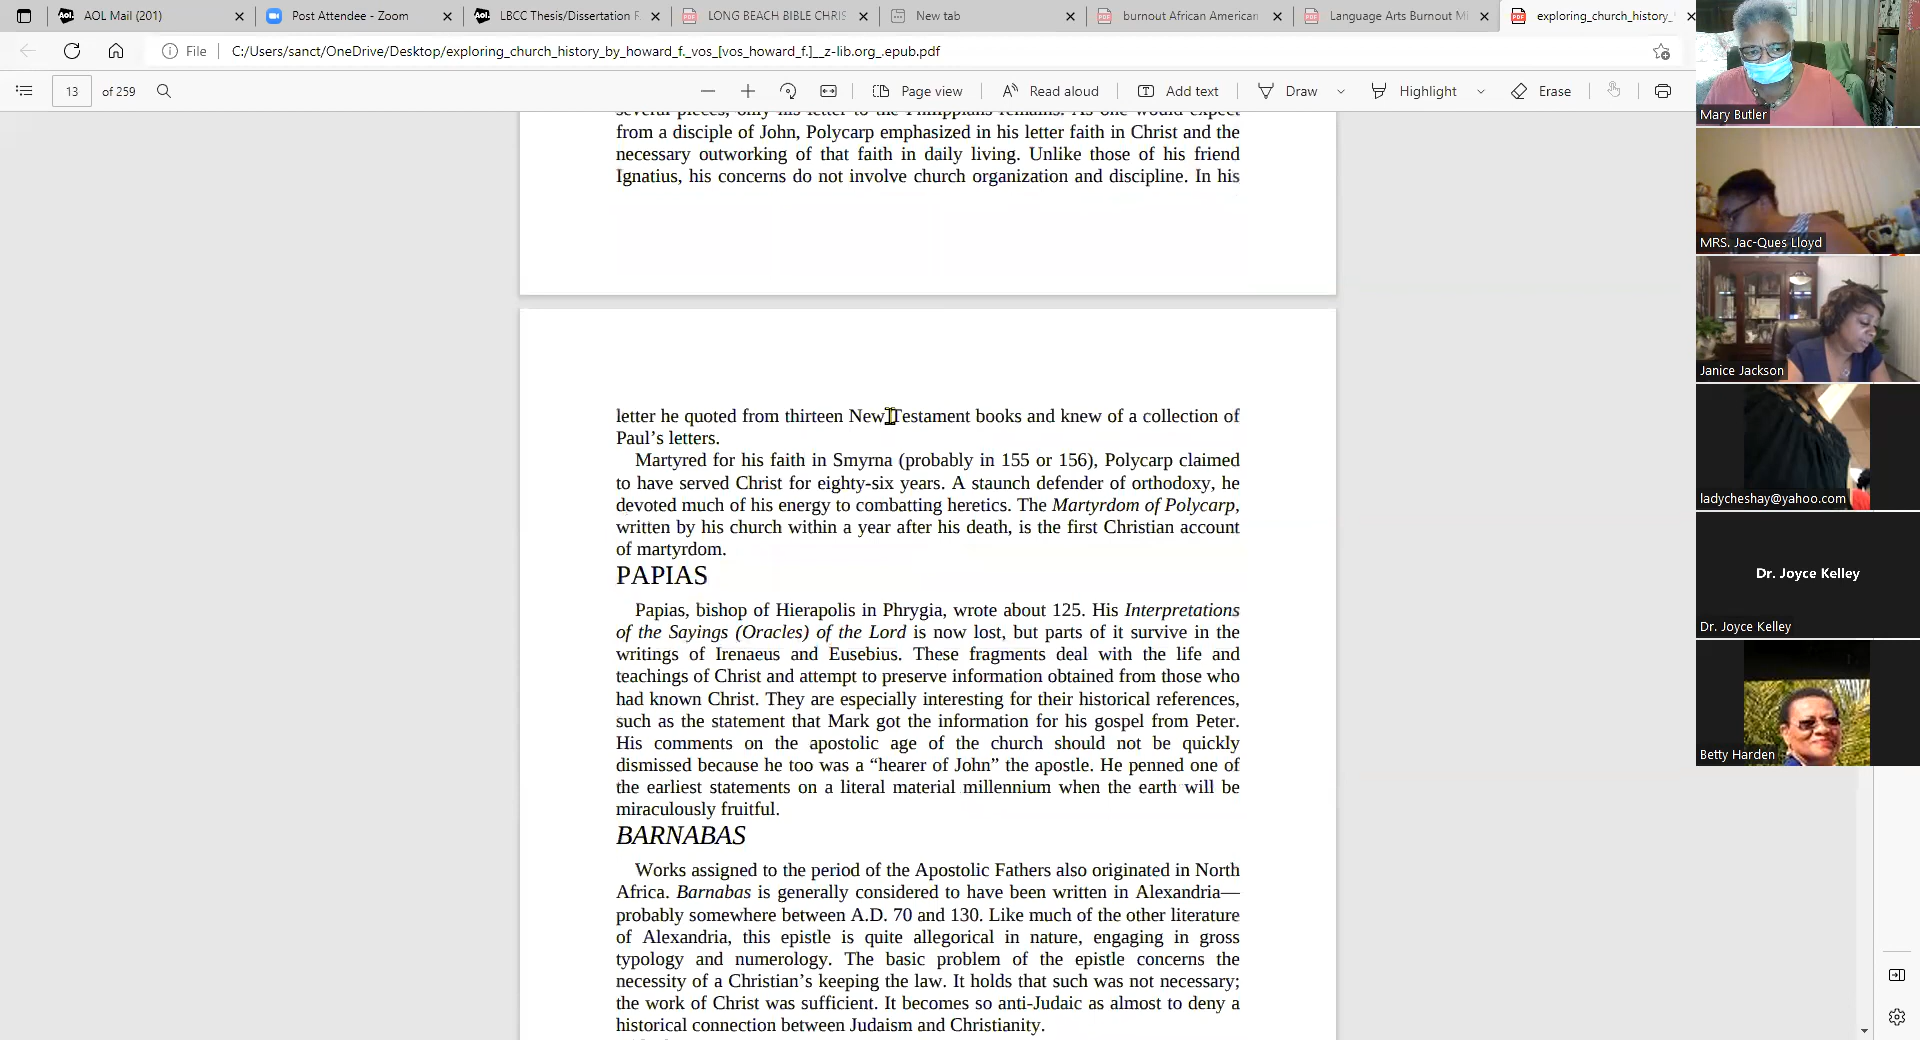 AOL Mail (201)
Post Attendee - Zoom
LBCC Thesis/Dissertation
LONG BEACH BIBLE CHRIS
New tab
burnout African American
Language Arts Burnout
exploring_church_history_
File
C:/Users/sanct/OneDrive/Desktop/exploring_church_history_by_howard_f._vos_[vos_howard_f.]__z-lib.org_.epub.pdf
13 of 259
Page view
Read aloud
Add text
Draw
Highlight
Erase
several pieces, only his letter to the Philippians remains. As one would expect
from a disciple of John, Polycarp emphasized in his letter faith in Christ and the
necessary outworking of that faith in daily living. Unlike those of his friend
Ignatius, his concerns do not involve church organization and discipline. In his
letter he quoted from thirteen New Testament books and knew of a collection of
Paul’s letters.
Martyred for his faith in Smyrna (probably in 155 or 156), Polycarp claimed
to have served Christ for eighty-six years. A staunch defender of orthodoxy, he
devoted much of his energy to combatting heretics. The Martyrdom of Polycarp,
written by his church within a year after his death, is the first Christian account
of martyrdom.
PAPIAS
Papias, bishop of Hierapolis in Phrygia, wrote about 125. His Interpretations
of the Sayings (Oracles) of the Lord is now lost, but parts of it survive in the
writings of Irenaeus and Eusebius. These fragments deal with the life and
teachings of Christ and attempt to preserve information obtained from those who
had known Christ. They are especially interesting for their historical references,
such as the statement that Mark got the information for his gospel from Peter.
His comments on the apostolic age of the church should not be quickly
dismissed because he too was a “hearer of John” the apostle. He penned one of
the earliest statements on a literal material millennium when the earth will be
miraculously fruitful.
BARNABAS
Works assigned to the period of the Apostolic Fathers also originated in North
Africa. Barnabas is generally considered to have been written in Alexandria—
probably somewhere between A.D. 70 and 130. Like much of the other literature
of Alexandria, this epistle is quite allegorical in nature, engaging in gross
typology and numerology. The basic problem of the epistle concerns the
necessity of a Christian’s keeping the law. It holds that such was not necessary;
the work of Christ was sufficient. It becomes so anti-Judaic as almost to deny a
historical connection between Judaism and Christianity.
Mary Butler
MRS. Jac-Ques Lloyd
Janice Jackson
ladycheshay@yahoo.com
Dr. Joyce Kelley
Dr. Joyce Kelley
Betty Harden